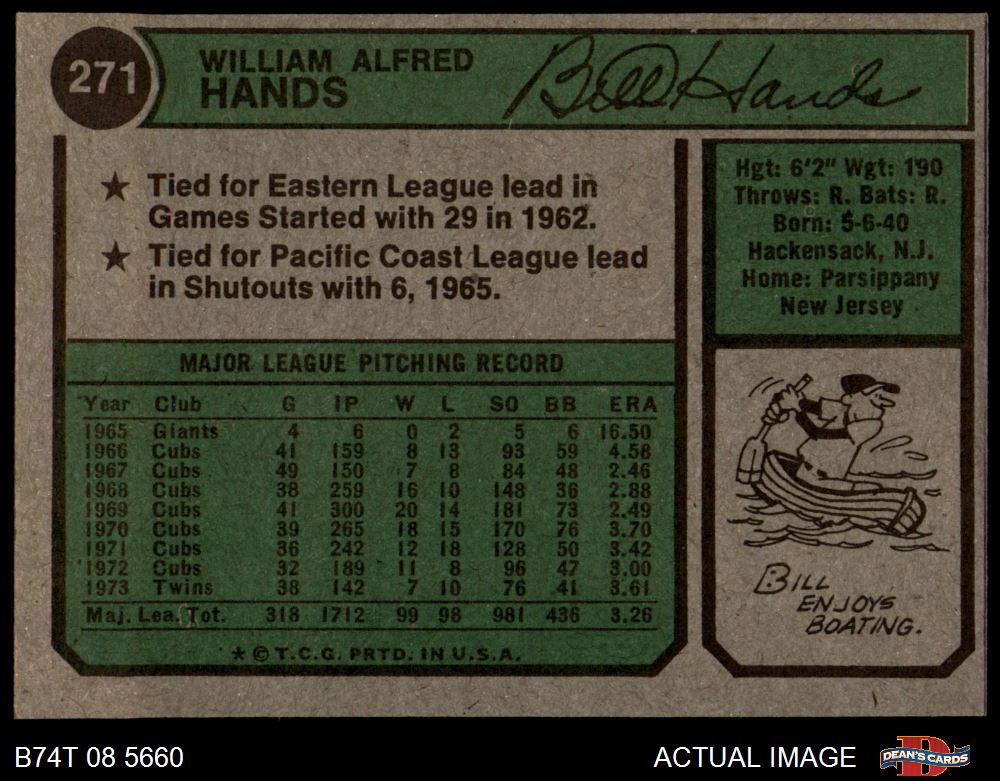 271
WILLIAM ALFRED
HANDS
Bill Hands
★ Tied for Eastern League lead in
Games Started with 29 in 1962.
★ Tied for Pacific Coast League lead
in Shutouts with 6, 1965.
Hgt: 6'2" Wgt: 190
Throws: R. Bats: R.
Born: 5-6-40
Hackensack, N.J.
Home: Parsippany
New Jersey
MAJOR LEAGUE PITCHING RECORD
Year Club G IP W L SO BB ERA
1965 Giants 4 6 0 2 5 6 16.50
1966 Cubs 41 159 8 13 93 59 4.58
1967 Cubs 49 150 7 8 84 48 2.46
1968 Cubs 38 259 16 10 148 36 2.88
1969 Cubs 41 300 20 14 181 73 2.49
1970 Cubs 39 265 18 15 170 76 3.70
1971 Cubs 36 242 12 18 128 50 3.42
1972 Cubs 32 189 11 8 96 47 3.00
1973 Twins 38 142 7 10 76 41 3.61
Maj. Lea. Tot. 318 1712 99 98 981 436 3.26
* © T.C.G. PRTD. IN U.S.A.
BILL
ENJOYS
BOATING.
B74T 08 5660
ACTUAL IMAGE
DEAN'S CARDS